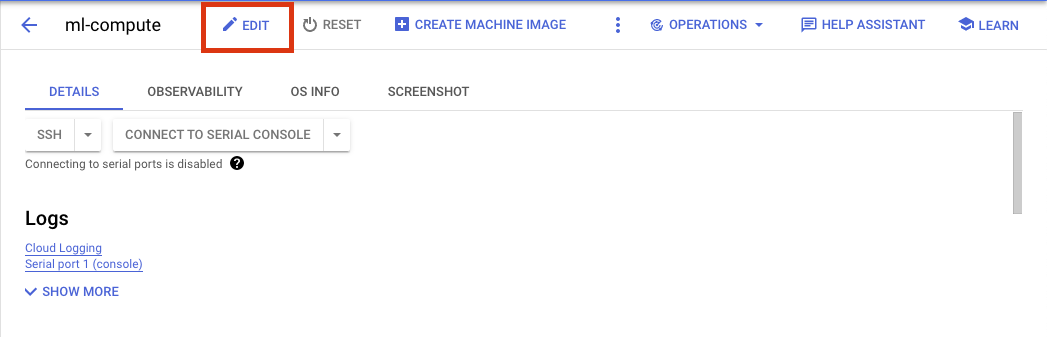 ml-compute EDIT RESET CREATE MACHINE IMAGE OPERATIONS HELP ASSISTANT LEARN
DETAILS OBSERVABILITY OS INFO SCREENSHOT
SSH CONNECT TO SERIAL CONSOLE
Connecting to serial ports is disabled ?
Logs
Cloud Logging
Serial port 1 (console)
SHOW MORE